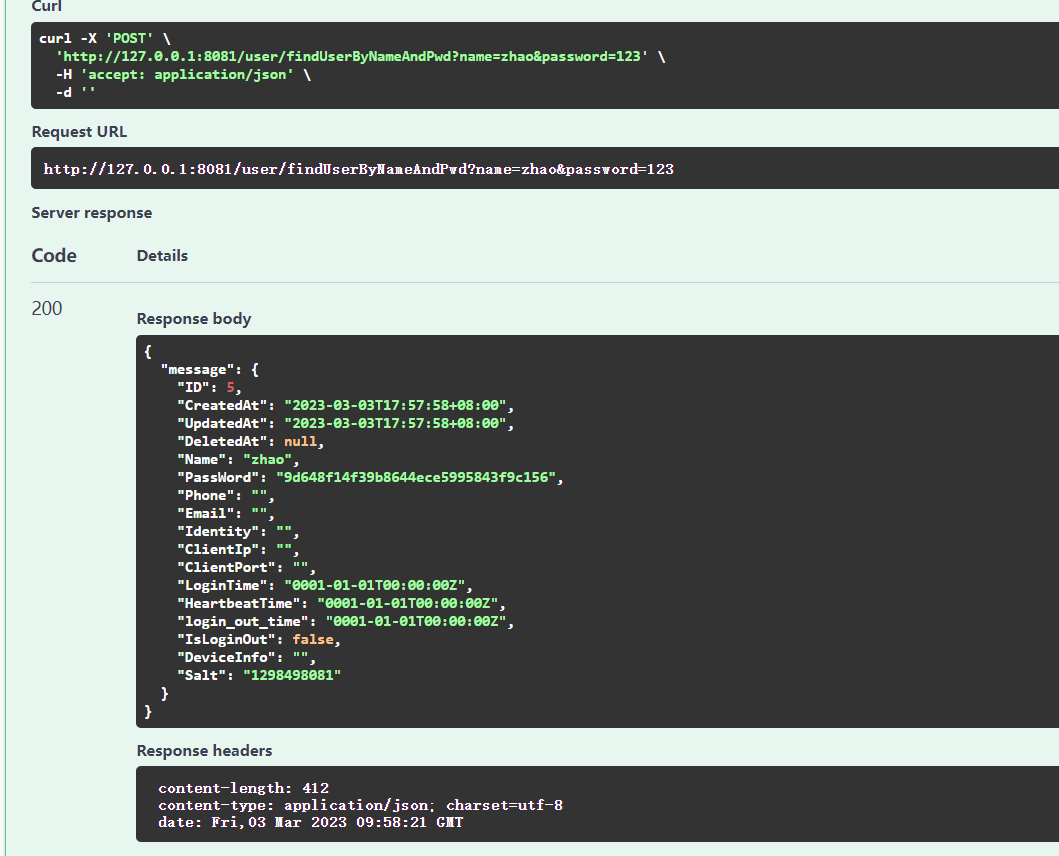 Curl
curl -X 'POST' \
'http://127.0.0.1:8081/user/findUserByNameAndPwd?name=zhao&password=123' \
-H 'accept: application/json' \
-d ''
Request URL
http://127.0.0.1:8081/user/findUserByNameAndPwd?name=zhao&password=123
Server response
Code Details
200
Response body
{
"message": {
"ID": 5,
"CreatedAt": "2023-03-03T17:57:58+08:00",
"UpdatedAt": "2023-03-03T17:57:58+08:00",
"DeletedAt": null,
"Name": "zhao",
"PassWord": "9d648f14f39b8644ece5995843f9c156",
"Phone": "",
"Email": "",
"Identity": "",
"ClientIp": "",
"ClientPort": "",
"LoginTime": "0001-01-01T00:00:00Z",
"HeartbeatTime": "0001-01-01T00:00:00Z",
"login_out_time": "0001-01-01T00:00:00Z",
"IsLoginOut": false,
"DeviceInfo": "",
"Salt": "1298498081"
}
}
Response headers
content-length: 412
content-type: application/json; charset=utf-8
date: Fri,03 Mar 2023 09:58:21 GMT